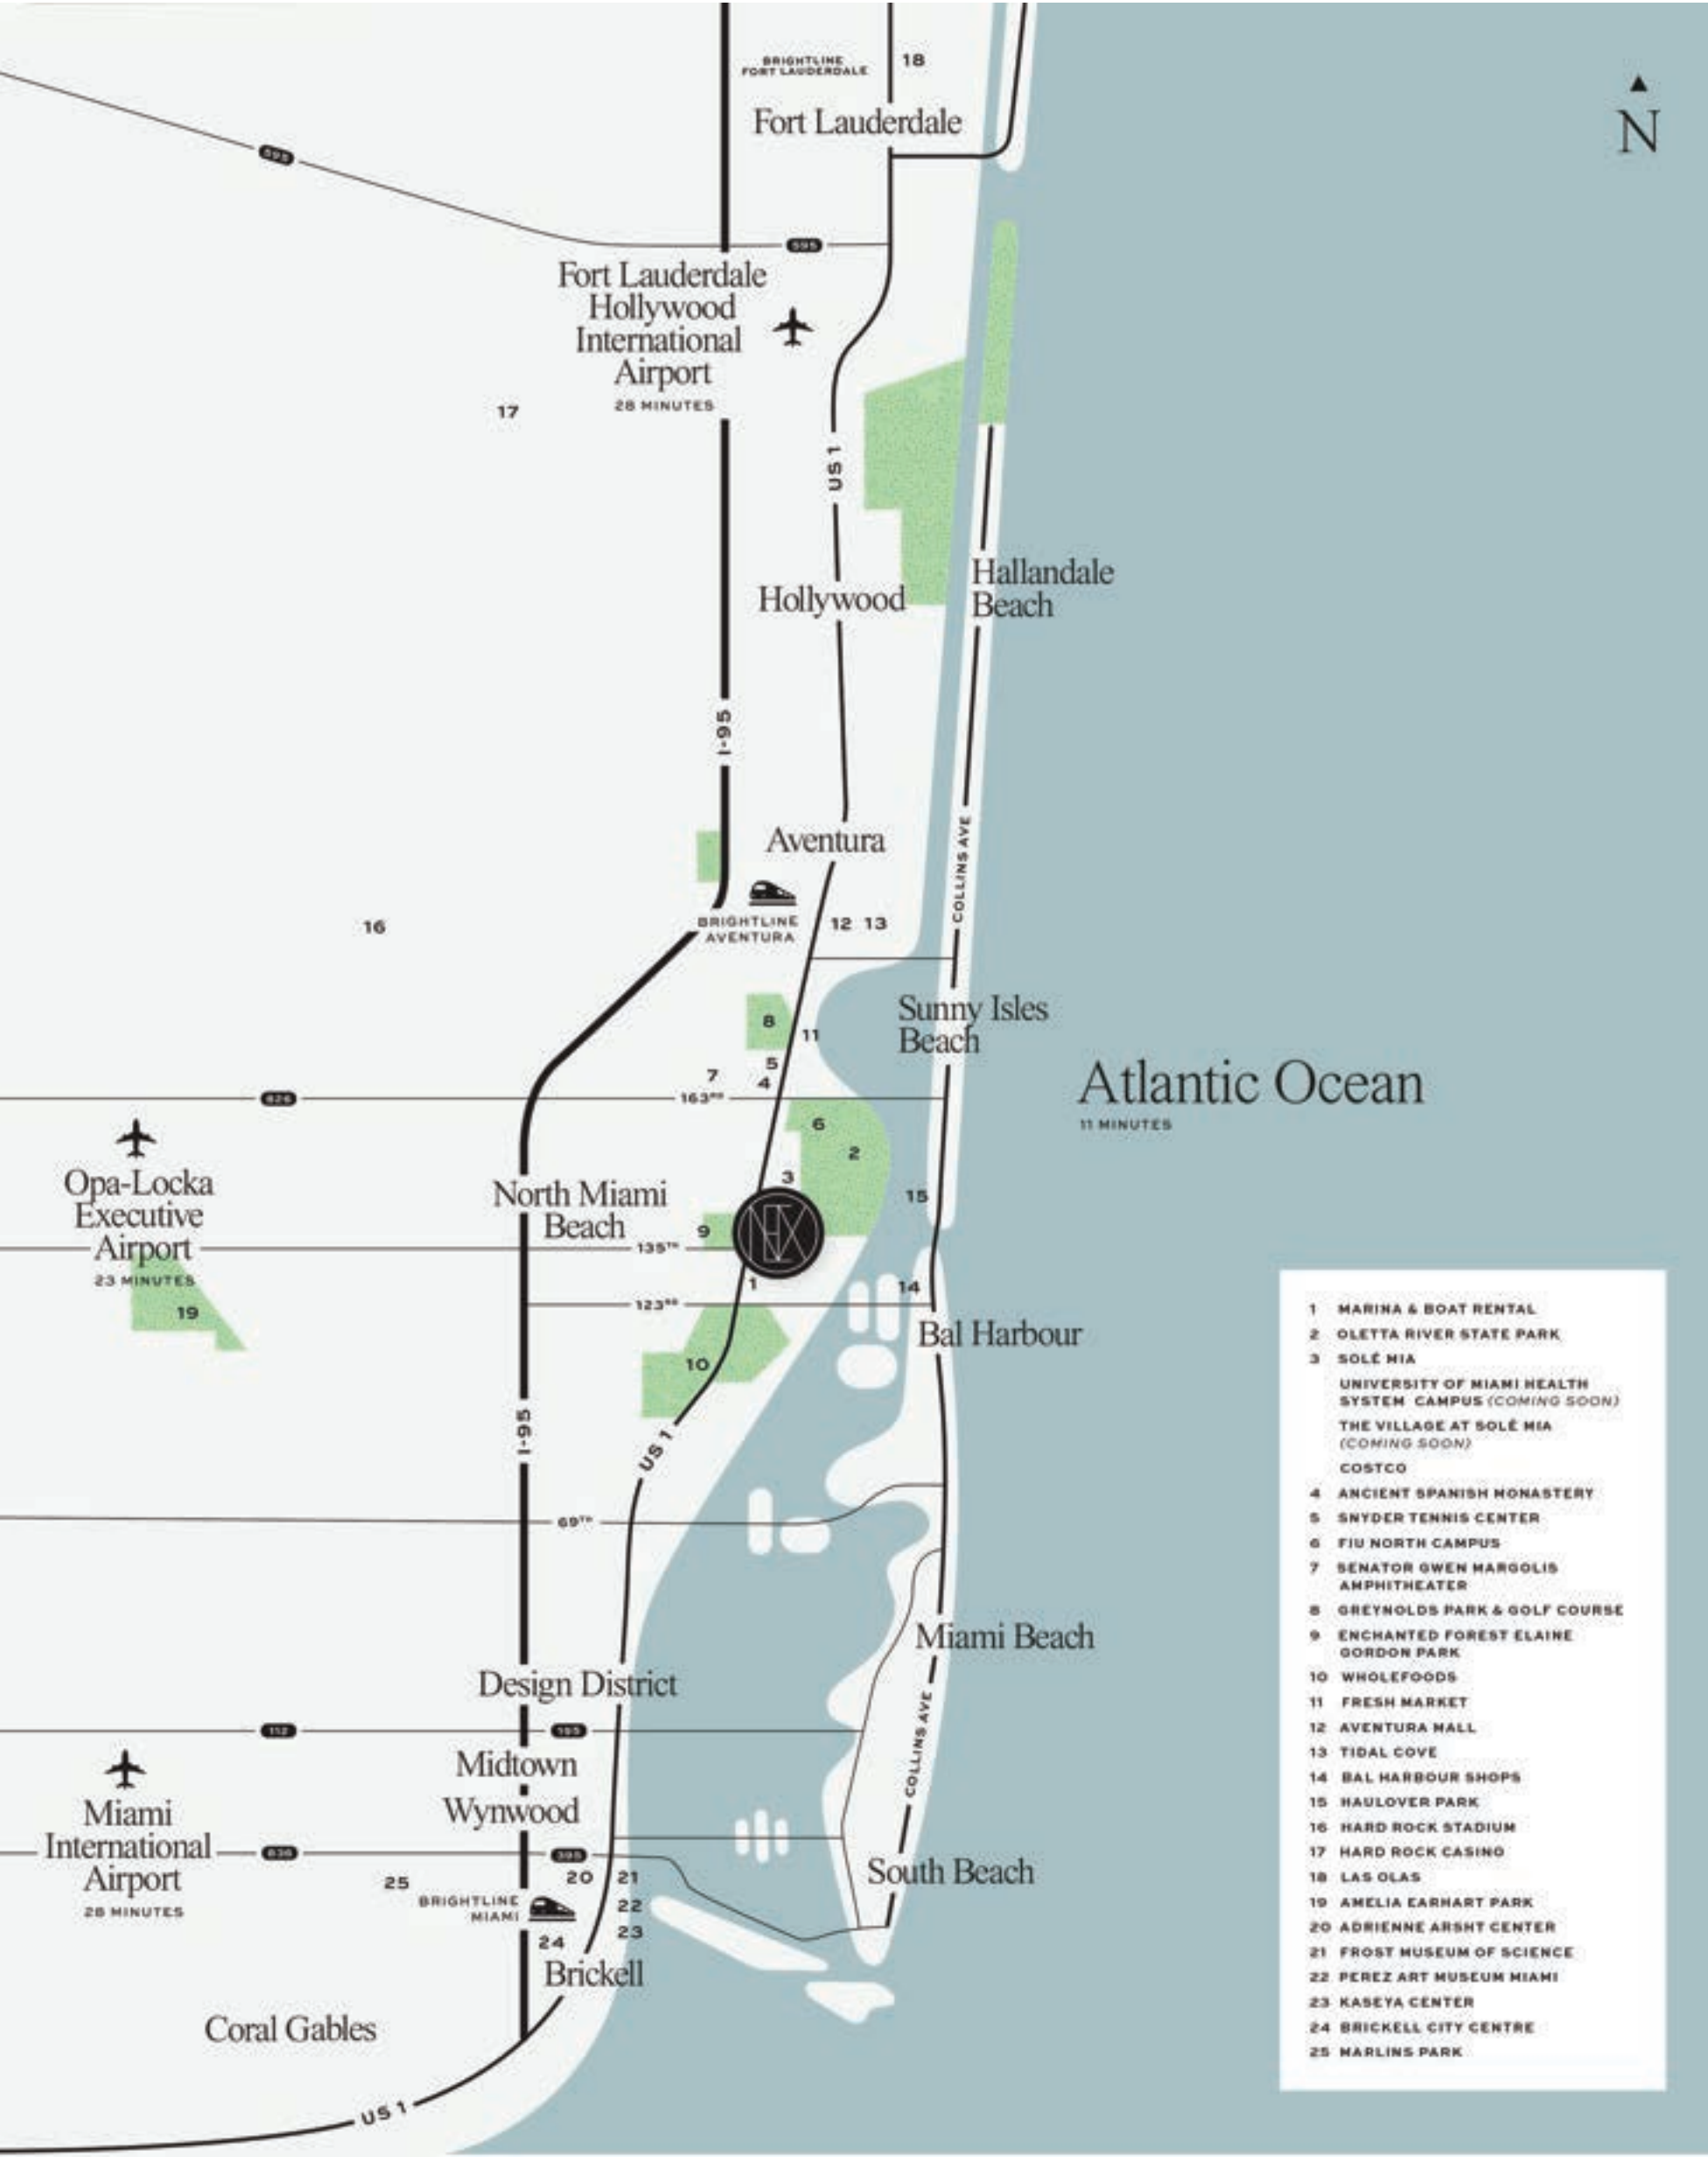 BRIGHTLINE
FORT LAUDERDALE
18
Fort Lauderdale
N
595
595
Fort Lauderdale
Hollywood
International
Airport
28 MINUTES
17
US 1
Hallandale
Beach
Hollywood
I-95
Aventura
COLLINS AVE
BRIGHTLINE
AVENTURA
12 13
16
Sunny Isles
Beach
8
11
5
7
4
163RD
826
Atlantic Ocean
11 MINUTES
6
2
3
15
Opa-Locka
Executive
Airport
23 MINUTES
19
North Miami
Beach
9
NEXA
135TH
1
14
123RD
Bal Harbour
10
I-95
US 1
69TH
Miami Beach
COLLINS AVE
Design District
112
195
Midtown
Wynwood
Miami
International
Airport
28 MINUTES
836
395
25
20
21
22
23
BRIGHTLINE
MIAMI
24
South Beach
Brickell
Coral Gables
US 1
1 MARINA & BOAT RENTAL
2 OLETTA RIVER STATE PARK
3 SOLÉ MIA
UNIVERSITY OF MIAMI HEALTH
SYSTEM CAMPUS (COMING SOON)
THE VILLAGE AT SOLÉ MIA
(COMING SOON)
COSTCO
4 ANCIENT SPANISH MONASTERY
5 SNYDER TENNIS CENTER
6 FIU NORTH CAMPUS
7 SENATOR GWEN MARGOLIS
AMPHITHEATER
8 GREYNOLDS PARK & GOLF COURSE
9 ENCHANTED FOREST ELAINE
GORDON PARK
10 WHOLEFOODS
11 FRESH MARKET
12 AVENTURA MALL
13 TIDAL COVE
14 BAL HARBOUR SHOPS
15 HAULOVER PARK
16 HARD ROCK STADIUM
17 HARD ROCK CASINO
18 LAS OLAS
19 AMELIA EARHART PARK
20 ADRIENNE ARSHT CENTER
21 FROST MUSEUM OF SCIENCE
22 PEREZ ART MUSEUM MIAMI
23 KASEYA CENTER
24 BRICKELL CITY CENTRE
25 MARLINS PARK